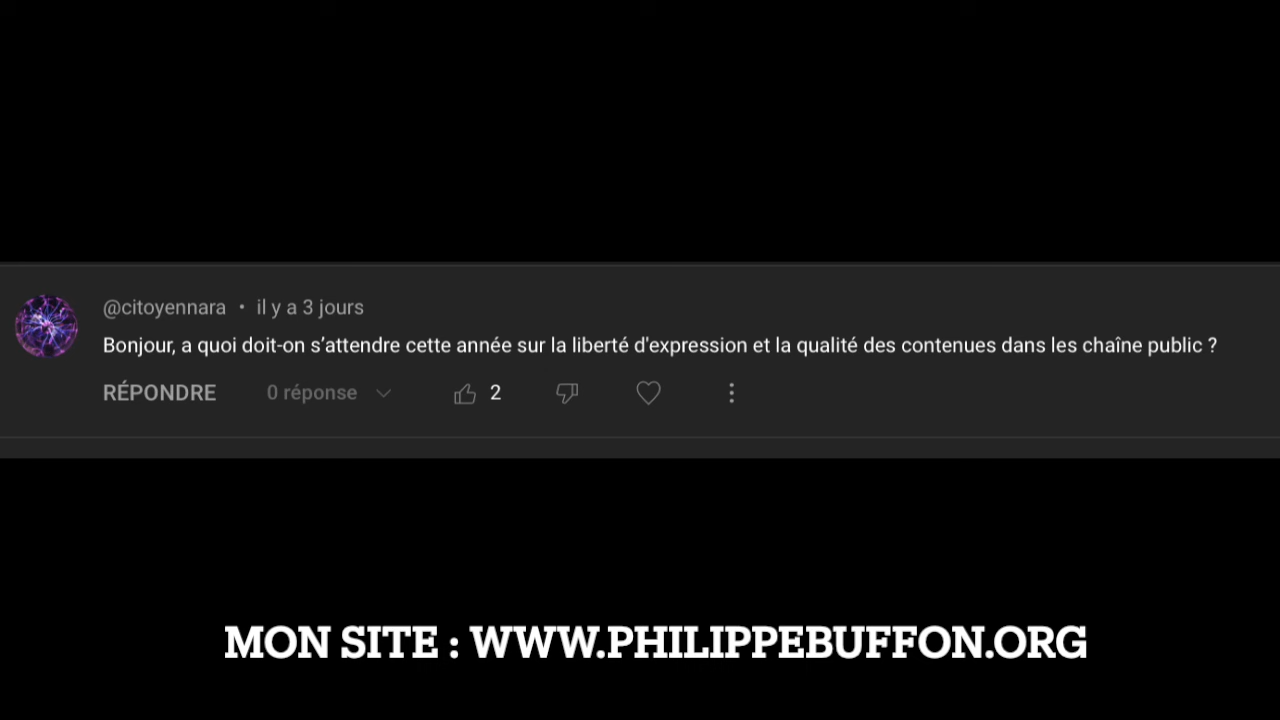 @citoyennara • il y a 3 jours
Bonjour, a quoi doit-on s’attendre cette année sur la liberté d'expression et la qualité des contenues dans les chaîne public ?
RÉPONDRE 0 réponse 2
MON SITE : WWW.PHILIPPEBUFFON.ORG